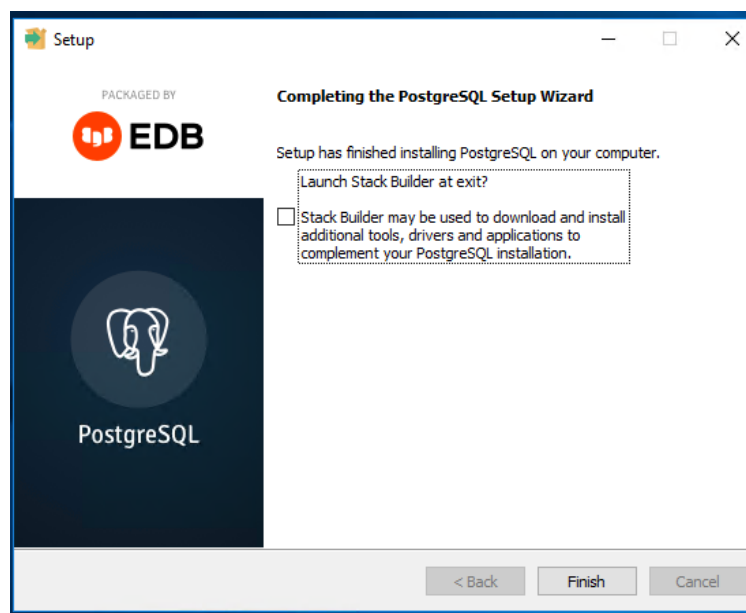 Setup
PACKAGED BY
EDB
Completing the PostgreSQL Setup Wizard
Setup has finished installing PostgreSQL on your computer.
Launch Stack Builder at exit?
Stack Builder may be used to download and install
additional tools, drivers and applications to
complement your PostgreSQL installation.
PostgreSQL
< Back
Finish
Cancel